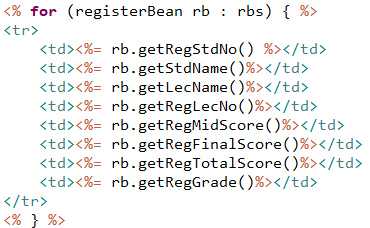 <% for (registerBean rb : rbs) { %>
<tr>
    <td><%= rb.getRegStdNo() %></td>
    <td><%= rb.getStdName()%></td>
    <td><%= rb.getLecName()%></td>
    <td><%= rb.getRegLecNo()%></td>
    <td><%= rb.getRegMidScore()%></td>
    <td><%= rb.getRegFinalScore()%></td>
    <td><%= rb.getRegTotalScore()%></td>
    <td><%= rb.getRegGrade()%></td>
</tr>
<% } %>